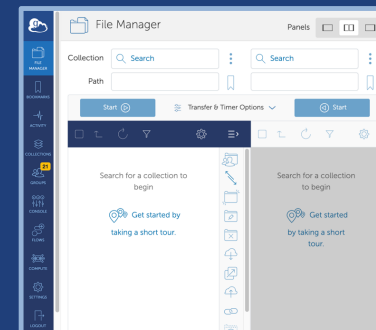 File Manager
Panels
FILE
MANAGER
BOOKMARKS
ACTIVITY
COLLECTIONS
21
GROUPS
CONSOLE
FLOWS
COMPUTE
SETTINGS
LOGOUT
Collection
Search
Search
Path
Start
Transfer & Timer Options
Start
Search for a collection to
begin
Get started by
taking a short tour.
Search for a collection
to begin
Get started
by taking a short
tour.